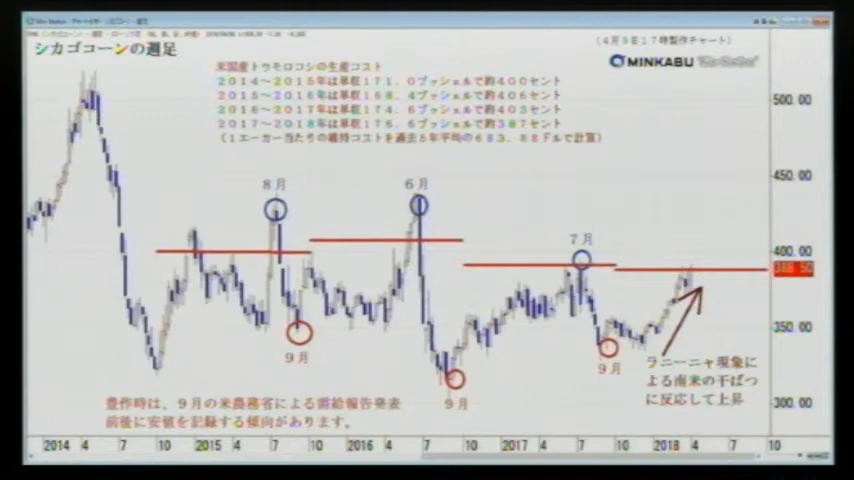 (4月9日17時製作チャート)
シカゴコーンの週足
MINKABU
米国産トウモロコシの生産コスト
2014~2015年は単収171.0ブッシェルで約400セント
2015~2016年は単収168.4ブッシェルで約406セント
2016~2017年は単収174.6ブッシェルで約403セント
2017~2018年は単収176.6ブッシェルで約387セント
(1エーカー当たりの維持コストを過去5年平均の683.88ドルで計算)
500.00
450.00
8月
6月
7月
400.00
388.50
350.00
9月
9月
9月
ラニーニャ現象に
よる南米の干ばつ
に反応して上昇
300.00
豊作時は、9月の米農務省による需給報告発表
前後に安値を記録する傾向があります。
2014 4 7 10 2015 4 7 10 2016 4 7 10 2017 4 7 10 2018 4 7 10